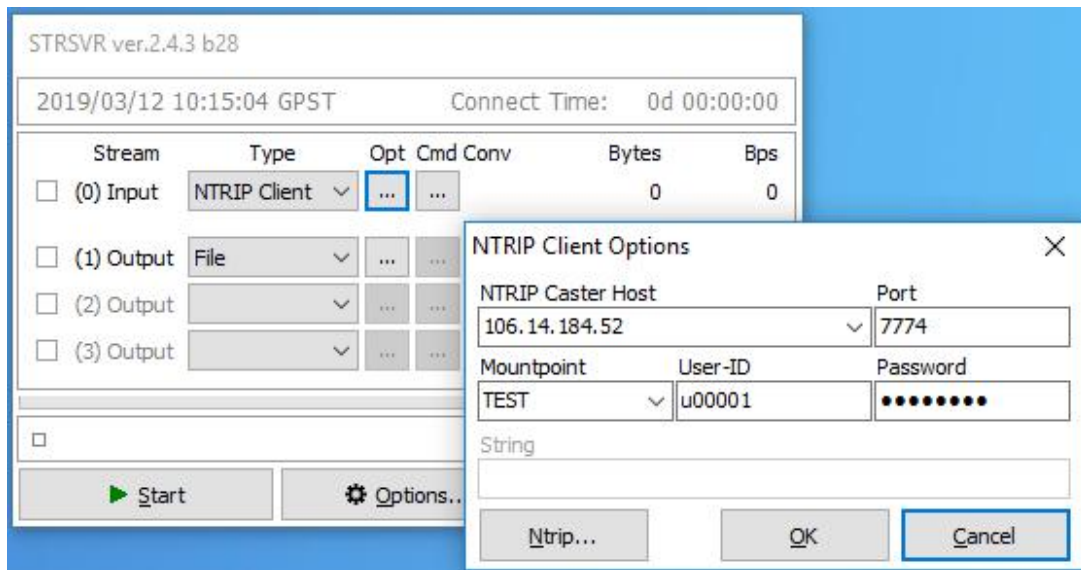 STRSVR ver.2.4.3 b28
2019/03/12 10:15:04 GPST Connect Time: 0d 00:00:00
Stream Type Opt Cmd Conv Bytes Bps
(0) Input NTRIP Client ... ... 0 0
(1) Output File ... ...
(2) Output ... ...
(3) Output ... ...
Start Options..
NTRIP Client Options
NTRIP Caster Host Port
106.14.184.52 7774
Mountpoint User-ID Password
TEST u00001 ●●●●●●●●
String
Ntrip... OK Cancel